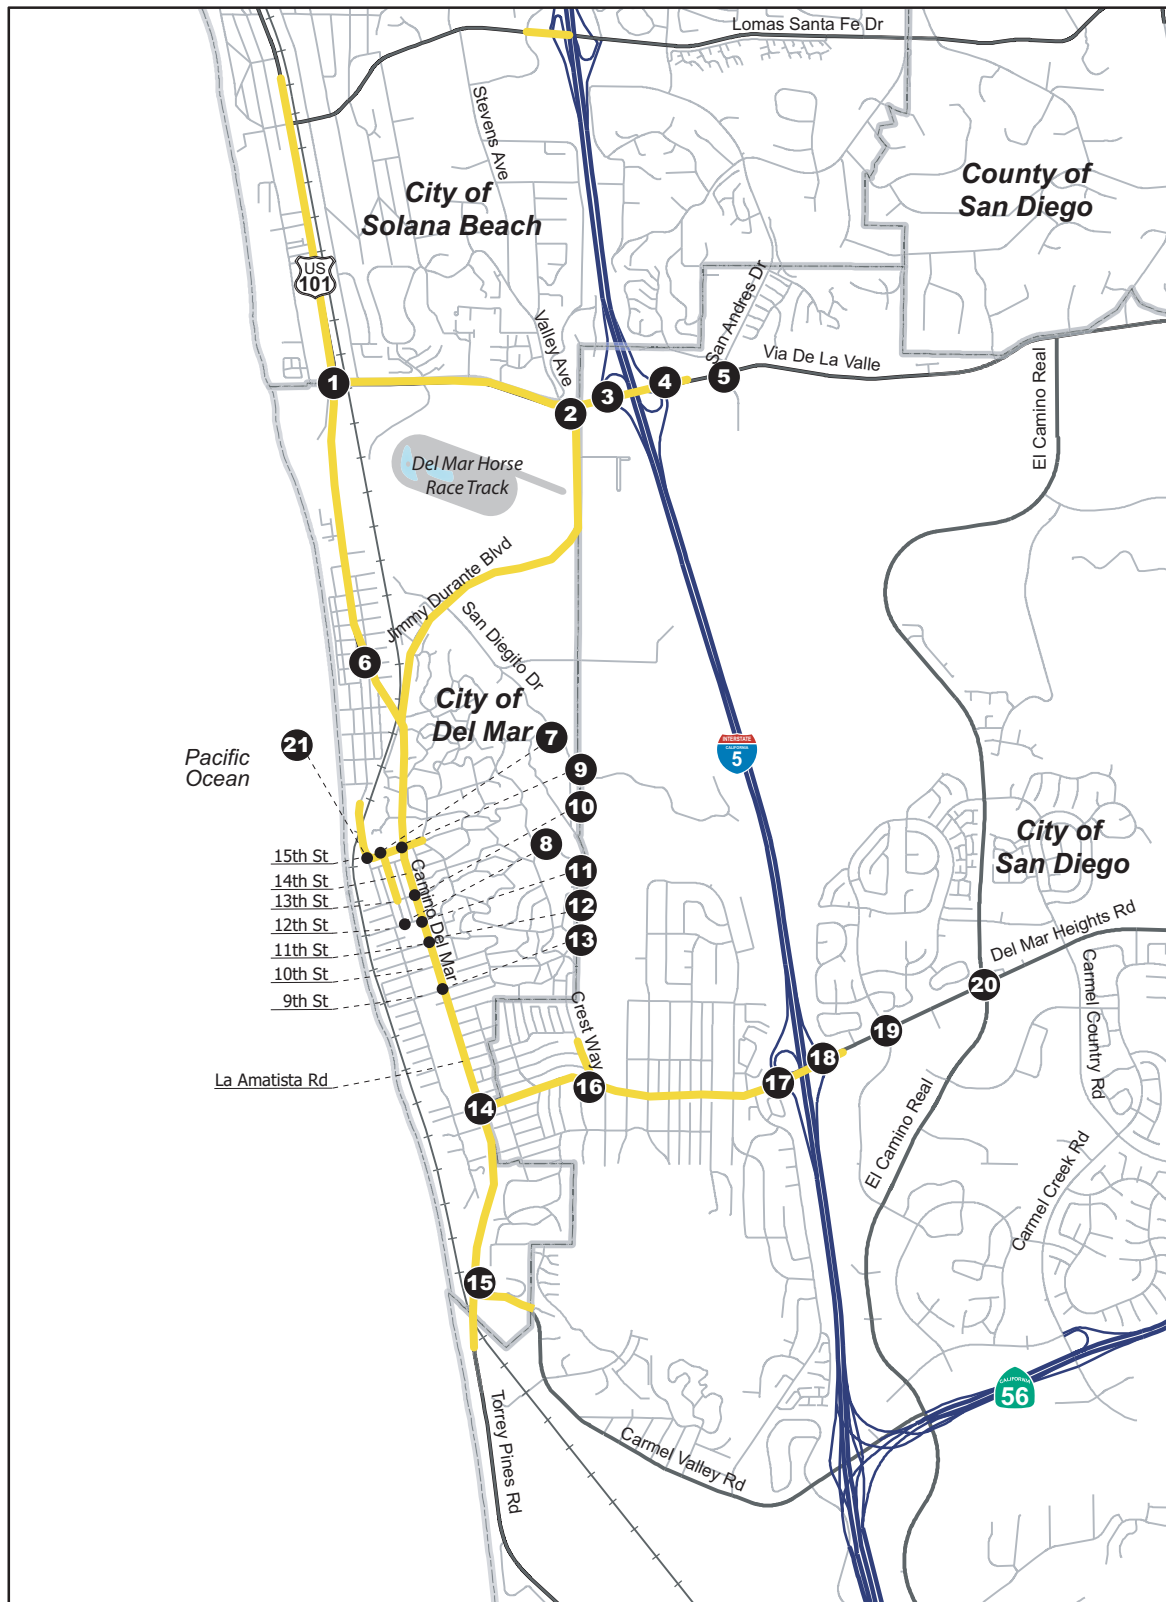 Lomas Santa Fe Dr
Stevens Ave
City of
Solana Beach
County of
San Diego
US
101
Valley Ave
San Andres Dr
Via De La Valle
El Camino Real
1
2
3
4
5
Del Mar Horse
Race Track
Jimmy Durante Blvd
San Diegito Dr
6
City of
Del Mar
7
21
Pacific
Ocean
INTERSTATE
CALIFORNIA
5
9
10
8
City of
San Diego
15th St
14th St
13th St
12th St
11th St
10th St
9th St
Camino Del Mar
11
12
13
Del Mar Heights Rd
20
19
18
17
16
Crest Way
Carmel Country Rd
La Amatista Rd
14
El Camino Real
Carmel Creek Rd
15
CALIFORNIA
56
Torrey Pines Rd
Carmel Valley Rd